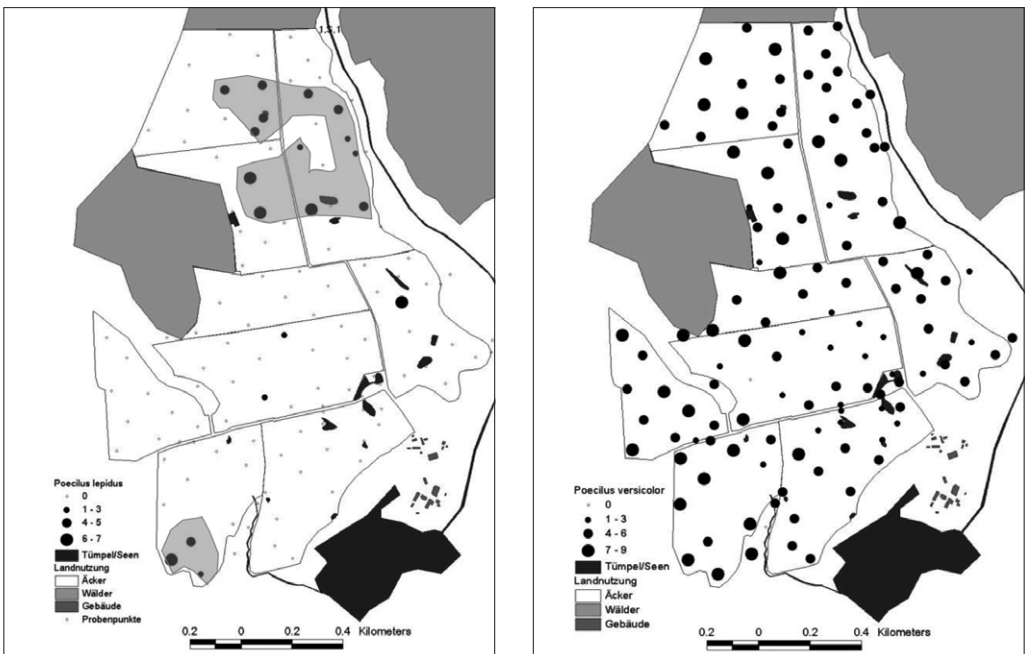 1.S.1
Poecilus lepidus
0
1 - 3
4 - 5
6 - 7
Tümpel/Seen
Landnutzung
Äcker
Wälder
Gebäude
Probenpunkte
0.2 0 0.2 0.4 Kilometers
Poecilus versicolor
0
1 - 3
4 - 6
7 - 9
Tümpel/Seen
Landnutzung
Äcker
Wälder
Gebäude
0.2 0 0.2 0.4 Kilometers